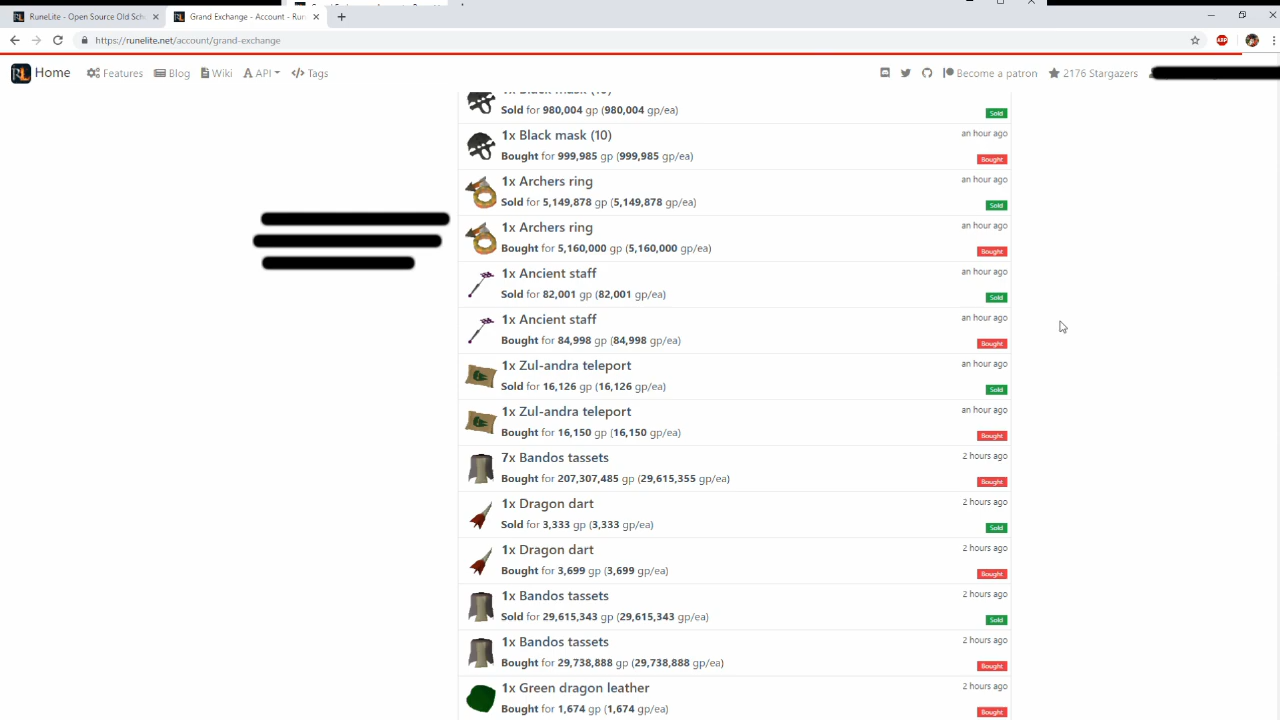 RuneLite - Open Source Old Sch
Grand Exchange - Account - Run
https://runelite.net/account/grand-exchange
ABP
RL Home Features Blog Wiki API Tags Become a patron 2176 Stargazers
1x Black mask (10)
Sold for 980,004 gp (980,004 gp/ea)
Sold
1x Black mask (10) an hour ago
Bought for 999,985 gp (999,985 gp/ea)
Bought
1x Archers ring an hour ago
Sold for 5,149,878 gp (5,149,878 gp/ea)
Sold
1x Archers ring an hour ago
Bought for 5,160,000 gp (5,160,000 gp/ea)
Bought
1x Ancient staff an hour ago
Sold for 82,001 gp (82,001 gp/ea)
Sold
1x Ancient staff an hour ago
Bought for 84,998 gp (84,998 gp/ea)
Bought
1x Zul-andra teleport an hour ago
Sold for 16,126 gp (16,126 gp/ea)
Sold
1x Zul-andra teleport an hour ago
Bought for 16,150 gp (16,150 gp/ea)
Bought
7x Bandos tassets 2 hours ago
Bought for 207,307,485 gp (29,615,355 gp/ea)
Bought
1x Dragon dart 2 hours ago
Sold for 3,333 gp (3,333 gp/ea)
Sold
1x Dragon dart 2 hours ago
Bought for 3,699 gp (3,699 gp/ea)
Bought
1x Bandos tassets 2 hours ago
Sold for 29,615,343 gp (29,615,343 gp/ea)
Sold
1x Bandos tassets 2 hours ago
Bought for 29,738,888 gp (29,738,888 gp/ea)
Bought
1x Green dragon leather 2 hours ago
Bought for 1,674 gp (1,674 gp/ea)
Bought